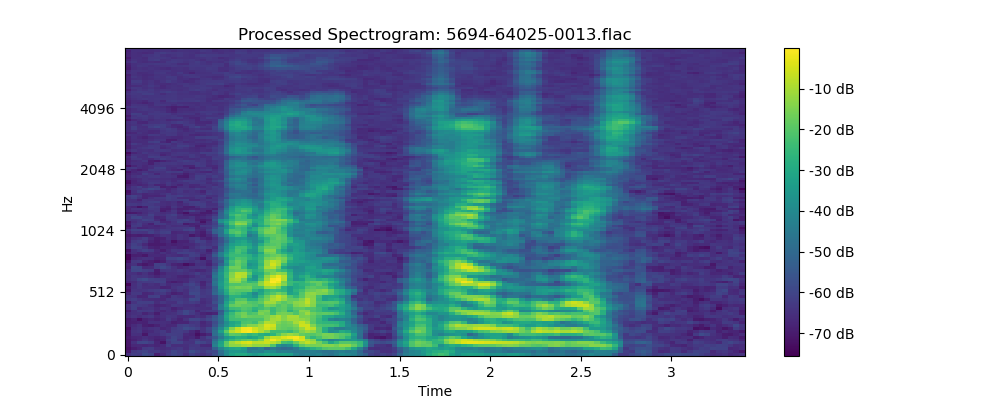 Processed Spectrogram: 5694-64025-0013.flac
Hz
4096
2048
1024
512
0
0
0.5
1
1.5
2
2.5
3
Time
-10 dB
-20 dB
-30 dB
-40 dB
-50 dB
-60 dB
-70 dB